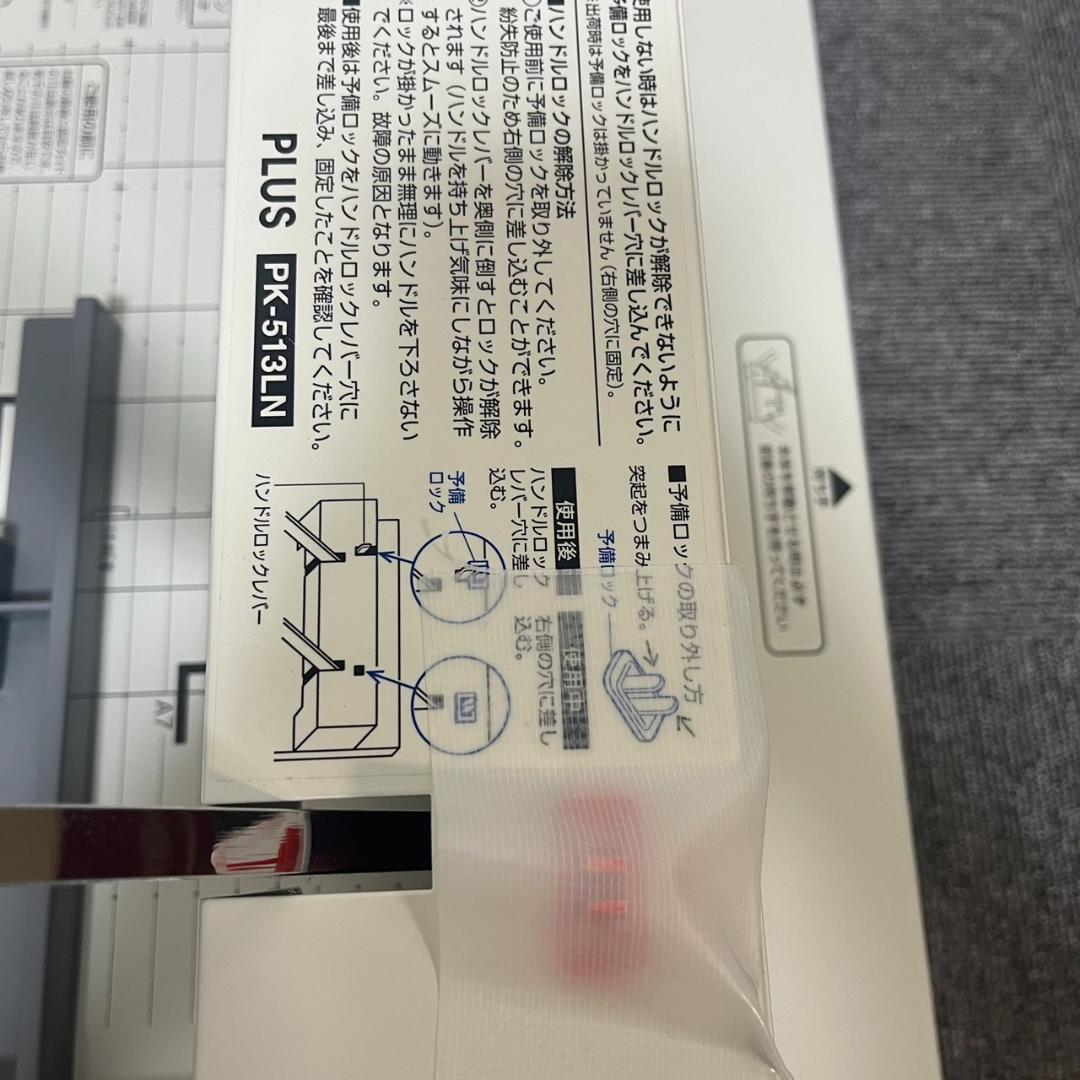 使用しない時はハンドルロックが解除できないように
予備ロックをハンドルロックレバー穴に差し込んでください。
出荷時は予備ロックは掛かっていません(右側の穴に固定)。
■ハンドルロックの解除方法
①ご使用前に予備ロックを取り外してください。
紛失防止のため右側の穴に差し込むことができます。
②ハンドルロックレバーを奥側に倒すとロックが解除
されます(ハンドルを持ち上げ気味にしながら操作
するとスムーズに動きます)。
※ロックが掛かったまま無理にハンドルを下ろさない
でください。故障の原因となります。
■使用後は予備ロックをハンドルロックレバー穴に
最後まで差し込み、固定したことを確認してください。
PLUS PK-513LN
■予備ロックの取り外し方
突起をつまみ上げる。
予備ロック
使用後
ハンドルロック
レバー穴に差し
込む。
使用中
右側の穴に差し
込む。
予備
ロック
ハンドルロックレバー
A7
ご使用の前に